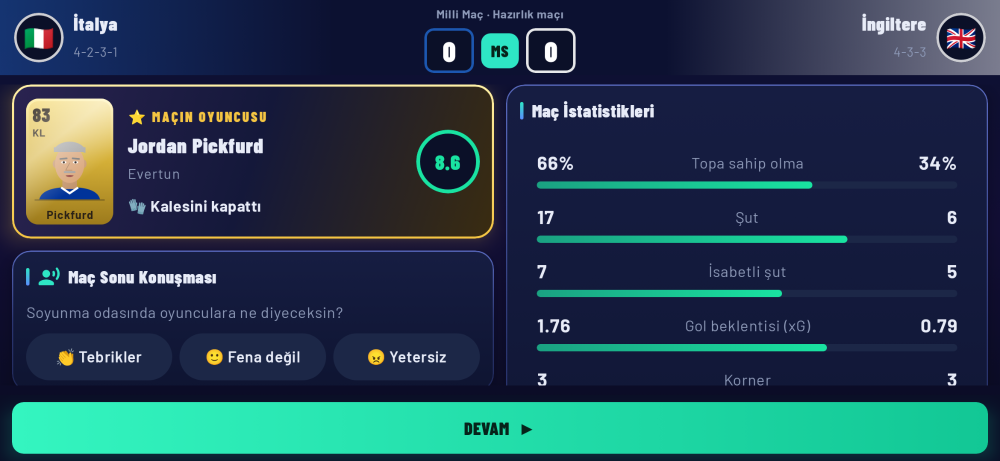 İtalya
4-2-3-1
Milli Maç · Hazırlık maçı
0 MS 0
İngiltere
4-3-3
83
KL
Pickfurd
⭐ MAÇIN OYUNCUSU
Jordan Pickfurd
Evertun
🧤 Kalesini kapattı
8.6
Maç Sonu Konuşması
Soyunma odasında oyunculara ne diyeceksin?
👏 Tebrikler
🙂 Fena değil
😠 Yetersiz
Maç İstatistikleri
66% Topa sahip olma 34%
17 Şut 6
7 İsabetli şut 5
1.76 Gol beklentisi (xG) 0.79
3 Korner 3
DEVAM ►